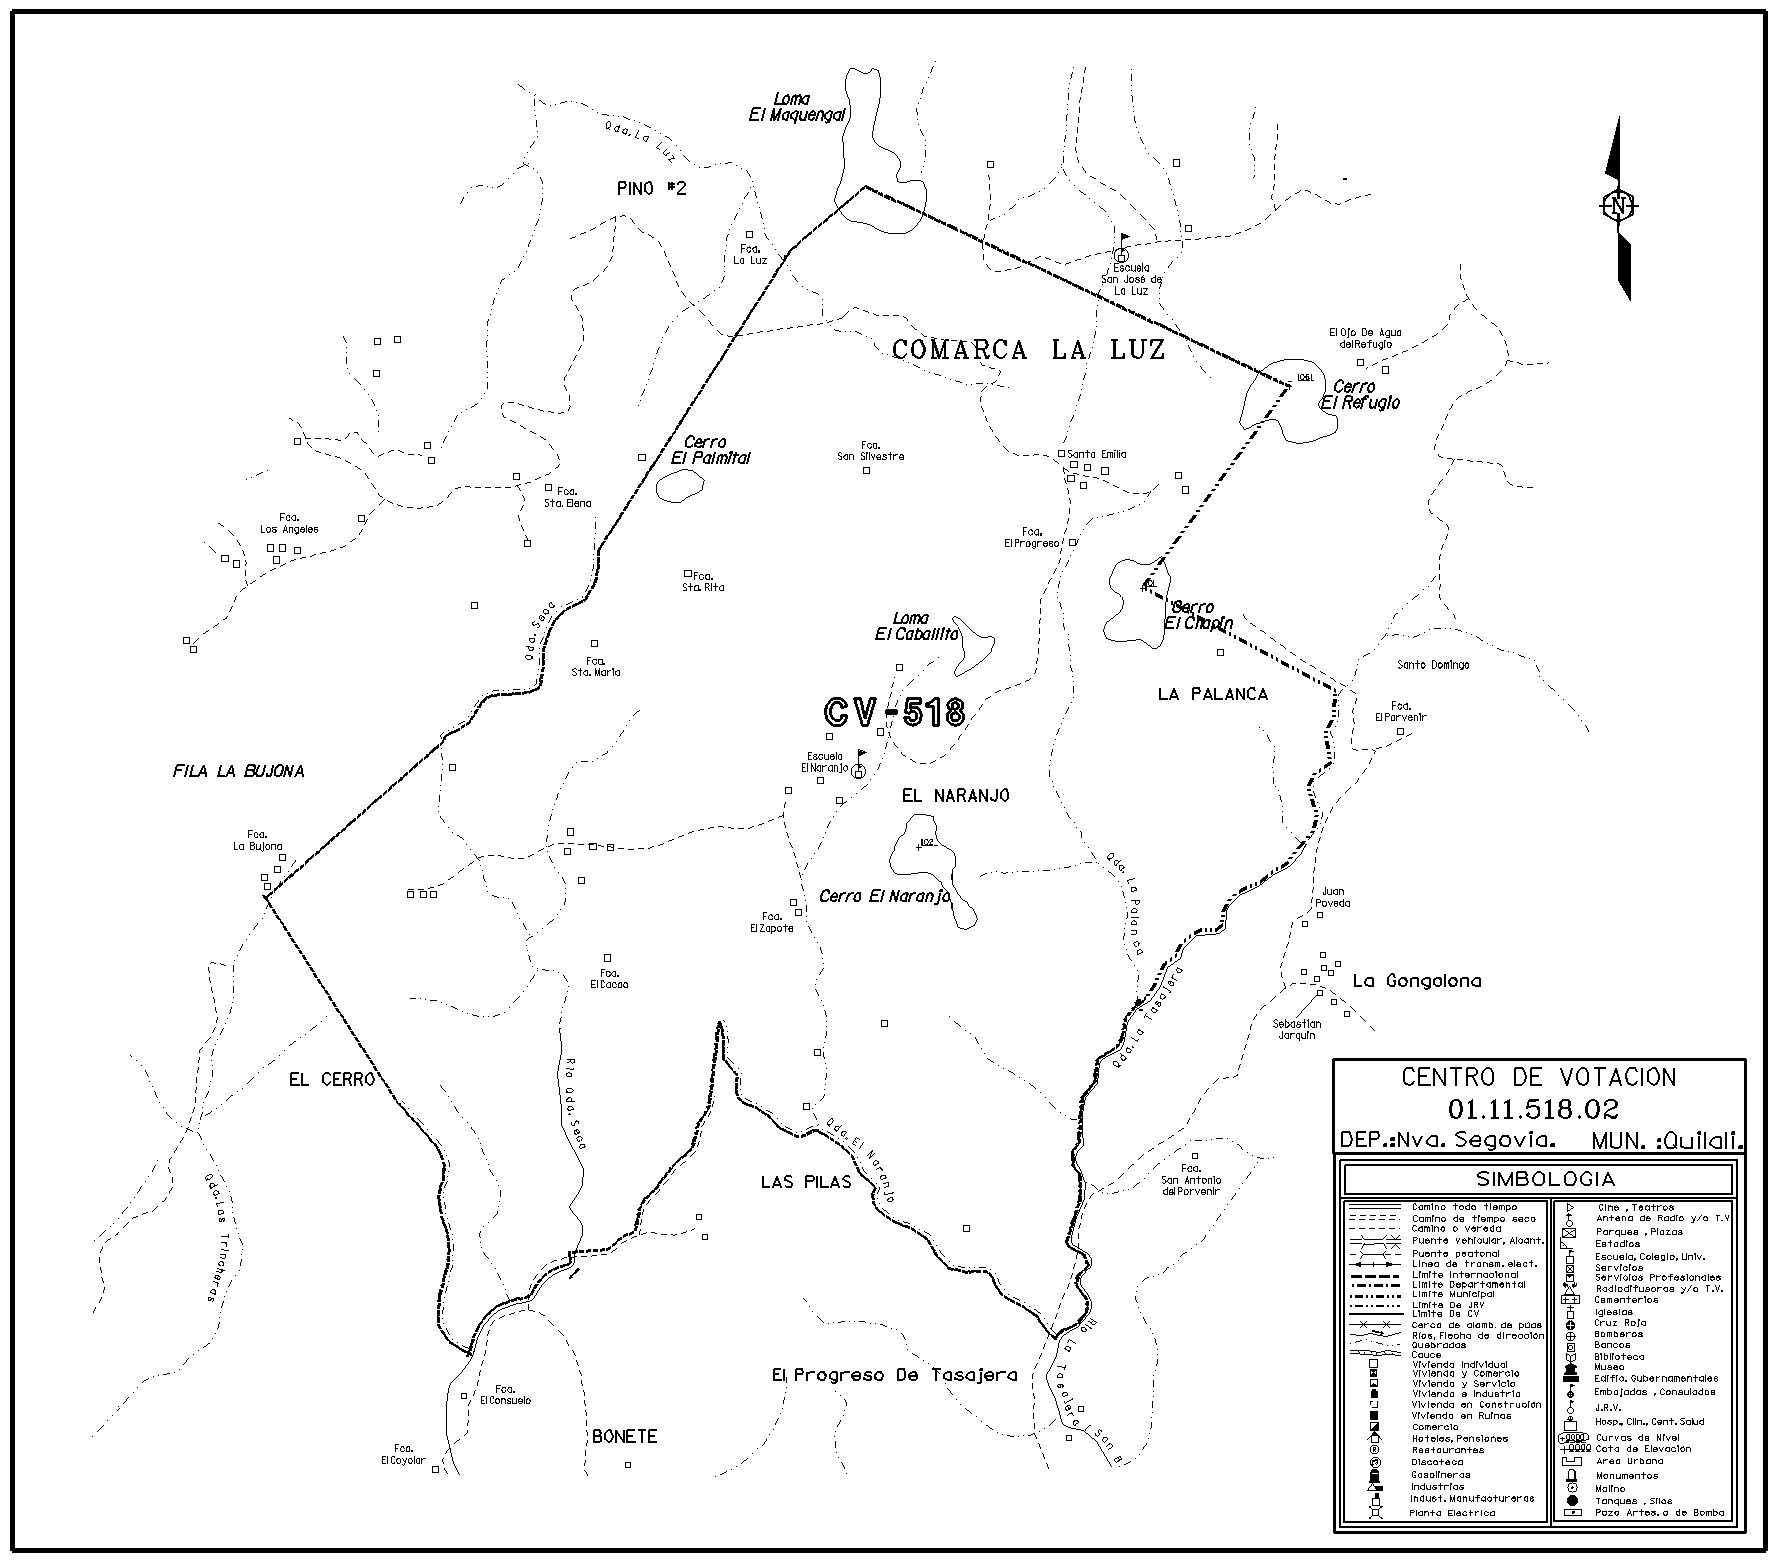 Loma
El Maquengal
Qda. La Luz
PINO #2
N
Fca.
La Luz
Escuela
San José de
La Luz
El Ojo De Agua
del Refugio
COMARCA LA LUZ
1061
Cerro
El Refugio
Cerro
El Palmital
Fca.
San Silvestre
Santa Emilia
Fca.
Sta. Elena
Fca.
Los Angeles
Fca.
El Progreso
Fca.
Sta. Rita
Cerro
El Chapin
Loma
El Caballito
Qda. Seca
Fca.
Sta. Maria
Santo Domingo
LA PALANCA
CV-518
Fca.
El Porvenir
Escuela
El Naranjo
FILA LA BUJONA
EL NARANJO
Fca.
La Bujona
1102
Qda. La Palanca
Cerro El Naranjo
Juan
Poveda
Fca.
El Zapote
Fca.
El Cacao
La Gongolona
Qda. La Tasajera
Sebastian
Jarquin
EL CERRO
Rio Qda. Seca
CENTRO DE VOTACION
01.11.518.02
DEP.:Nva. Segovia. MUN. :Quilali.
Qda. El Naranjo
LAS PILAS
Fca.
San Antonio
del Porvenir
Qda. Las Trincheras
El Progreso De Tasajera
Rio La Tasajera / San B
Fca.
El Consuelo
BONETE
Fca.
El Coyolar
SIMBOLOGIA
Camino todo tiempo
Camino de tiempo seco
Camino o vereda
Puente vehicular, Alcant.
Puente peatonal
Linea de transm. elect.
Limite Internacional
Limite Departamental
Limite Municipal
Limite De JRV
Limite De CV
Cerca de alamb. de púas
Ríos, Flecha de dirección
Quebradas
Cauce
Vivienda Individual
Vivienda y Comercio
Vivienda y Servicio
Vivienda e Industria
Vivienda en Construción
Vivienda en Ruinas
Comercio
Hoteles, Pensiones
Restaurantes
Discoteca
Gasolineras
Industrias
Indust. Manufactureras
Planta Electrica
Cine , Teatros
Antena de Radio y/o T.V
Parques , Plazas
Estadios
Escuela, Colegio, Univ.
Servicios
Servicios Profesionales
Radiodifusoras y/o T.V.
Cementerios
Iglesias
Cruz Roja
Bomberos
Bancos
Biblioteca
Museo
Edific. Gubernamentales
Embajadas , Consulados
J.R.V.
Hosp., Clin., Cent. Salud
Curvas de Nivel
Cota de Elevacion
Area Urbana
Monumentos
Molino
Tanques , Silos
Pozo Artes. o de Bomba